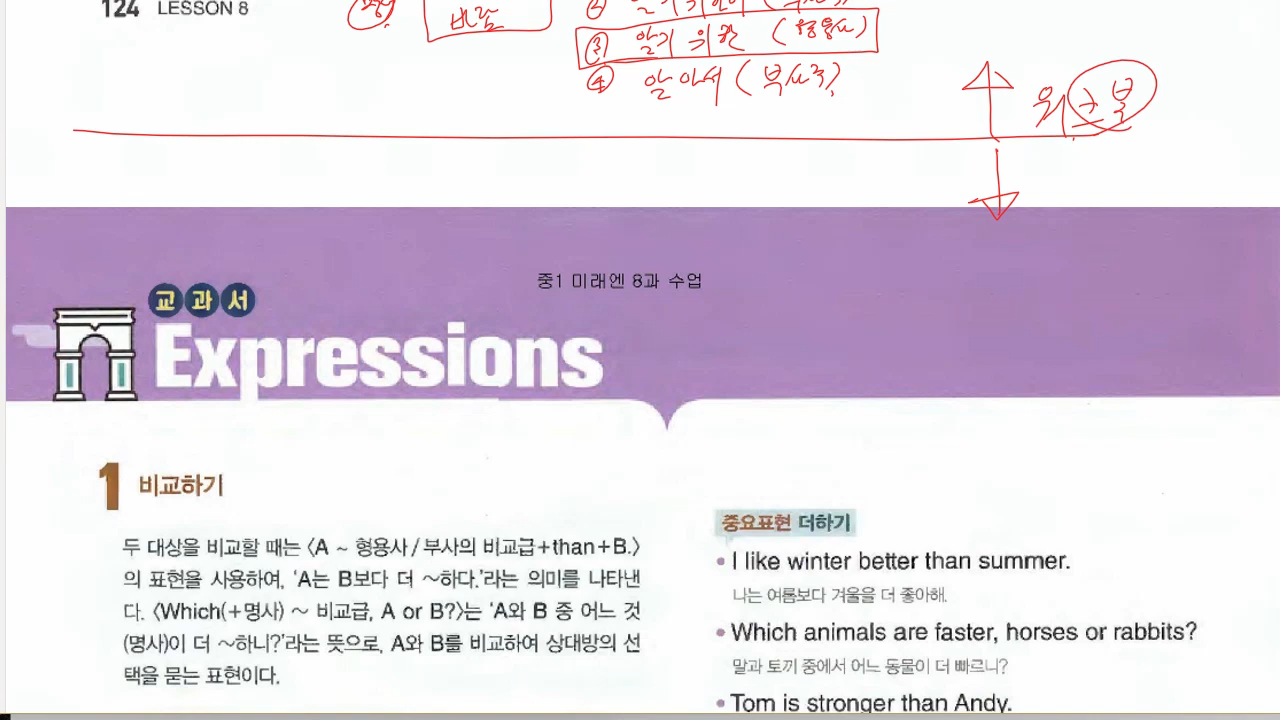 124 LESSON 8
바람
③ 알기 위한 (형용사)
④ 알아서 (부사
중1 미래엔 8과 수업
교과서
Expressions
1 비교하기
두 대상을 비교할 때는 〈A ~ 형용사/부사의 비교급+than+B.〉
의 표현을 사용하여, 'A는 B보다 더 ~하다.'라는 의미를 나타낸
다. 〈Which(+명사) ~ 비교급, A or B?〉는 'A와 B 중 어느 것
(명사)이 더 ~하니?'라는 뜻으로, A와 B를 비교하여 상대방의 선
택을 묻는 표현이다.
중요표현 더하기
• I like winter better than summer.
나는 여름보다 겨울을 더 좋아해.
• Which animals are faster, horses or rabbits?
말과 토끼 중에서 어느 동물이 더 빠르니?
• Tom is stronger than Andy.